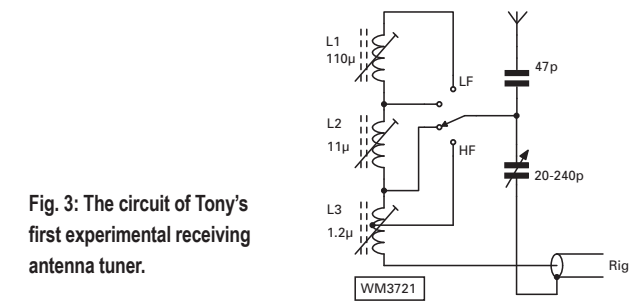 L1
110µ
LF
47p
L2
11µ
HF
20-240p
L3
1.2µ
Rig
WM3721
Fig. 3: The circuit of Tony's
first experimental receiving
antenna tuner.